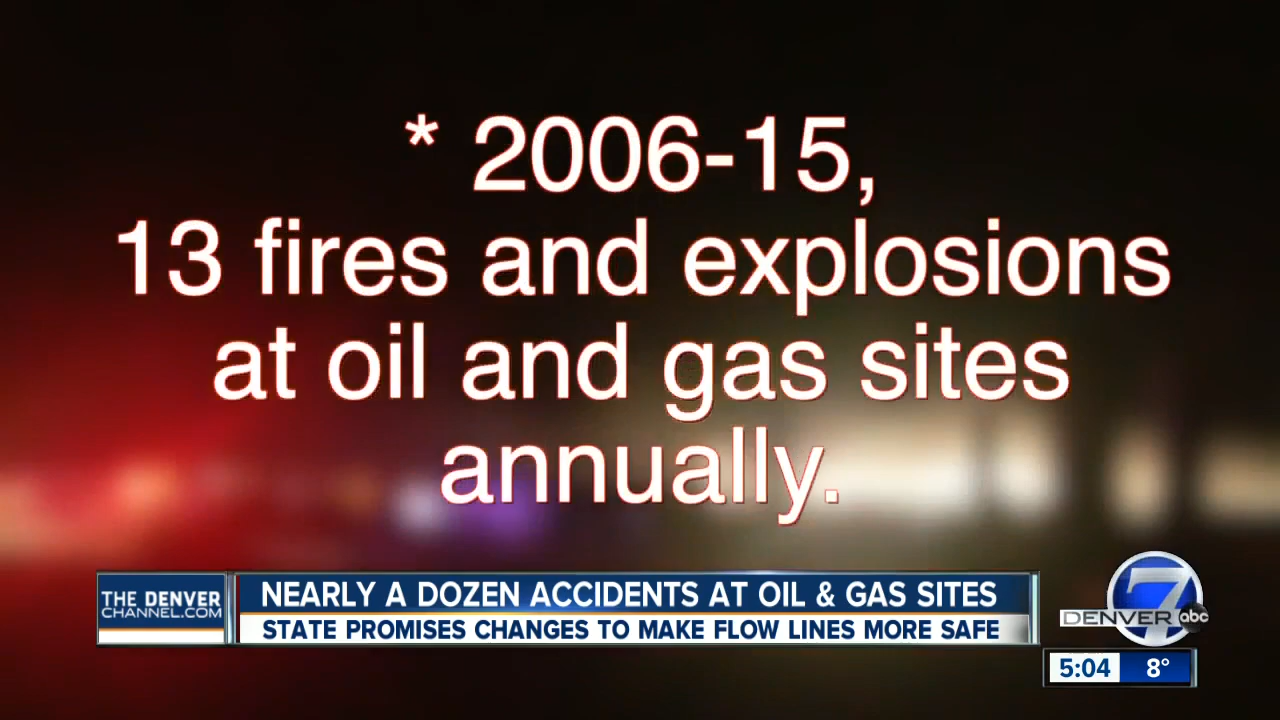 * 2006-15,
13 fires and explosions
at oil and gas sites
annually.
THE DENVER
CHANNEL.COM
NEARLY A DOZEN ACCIDENTS AT OIL & GAS SITES
STATE PROMISES CHANGES TO MAKE FLOW LINES MORE SAFE
7
DENVER abc
5:04 8°